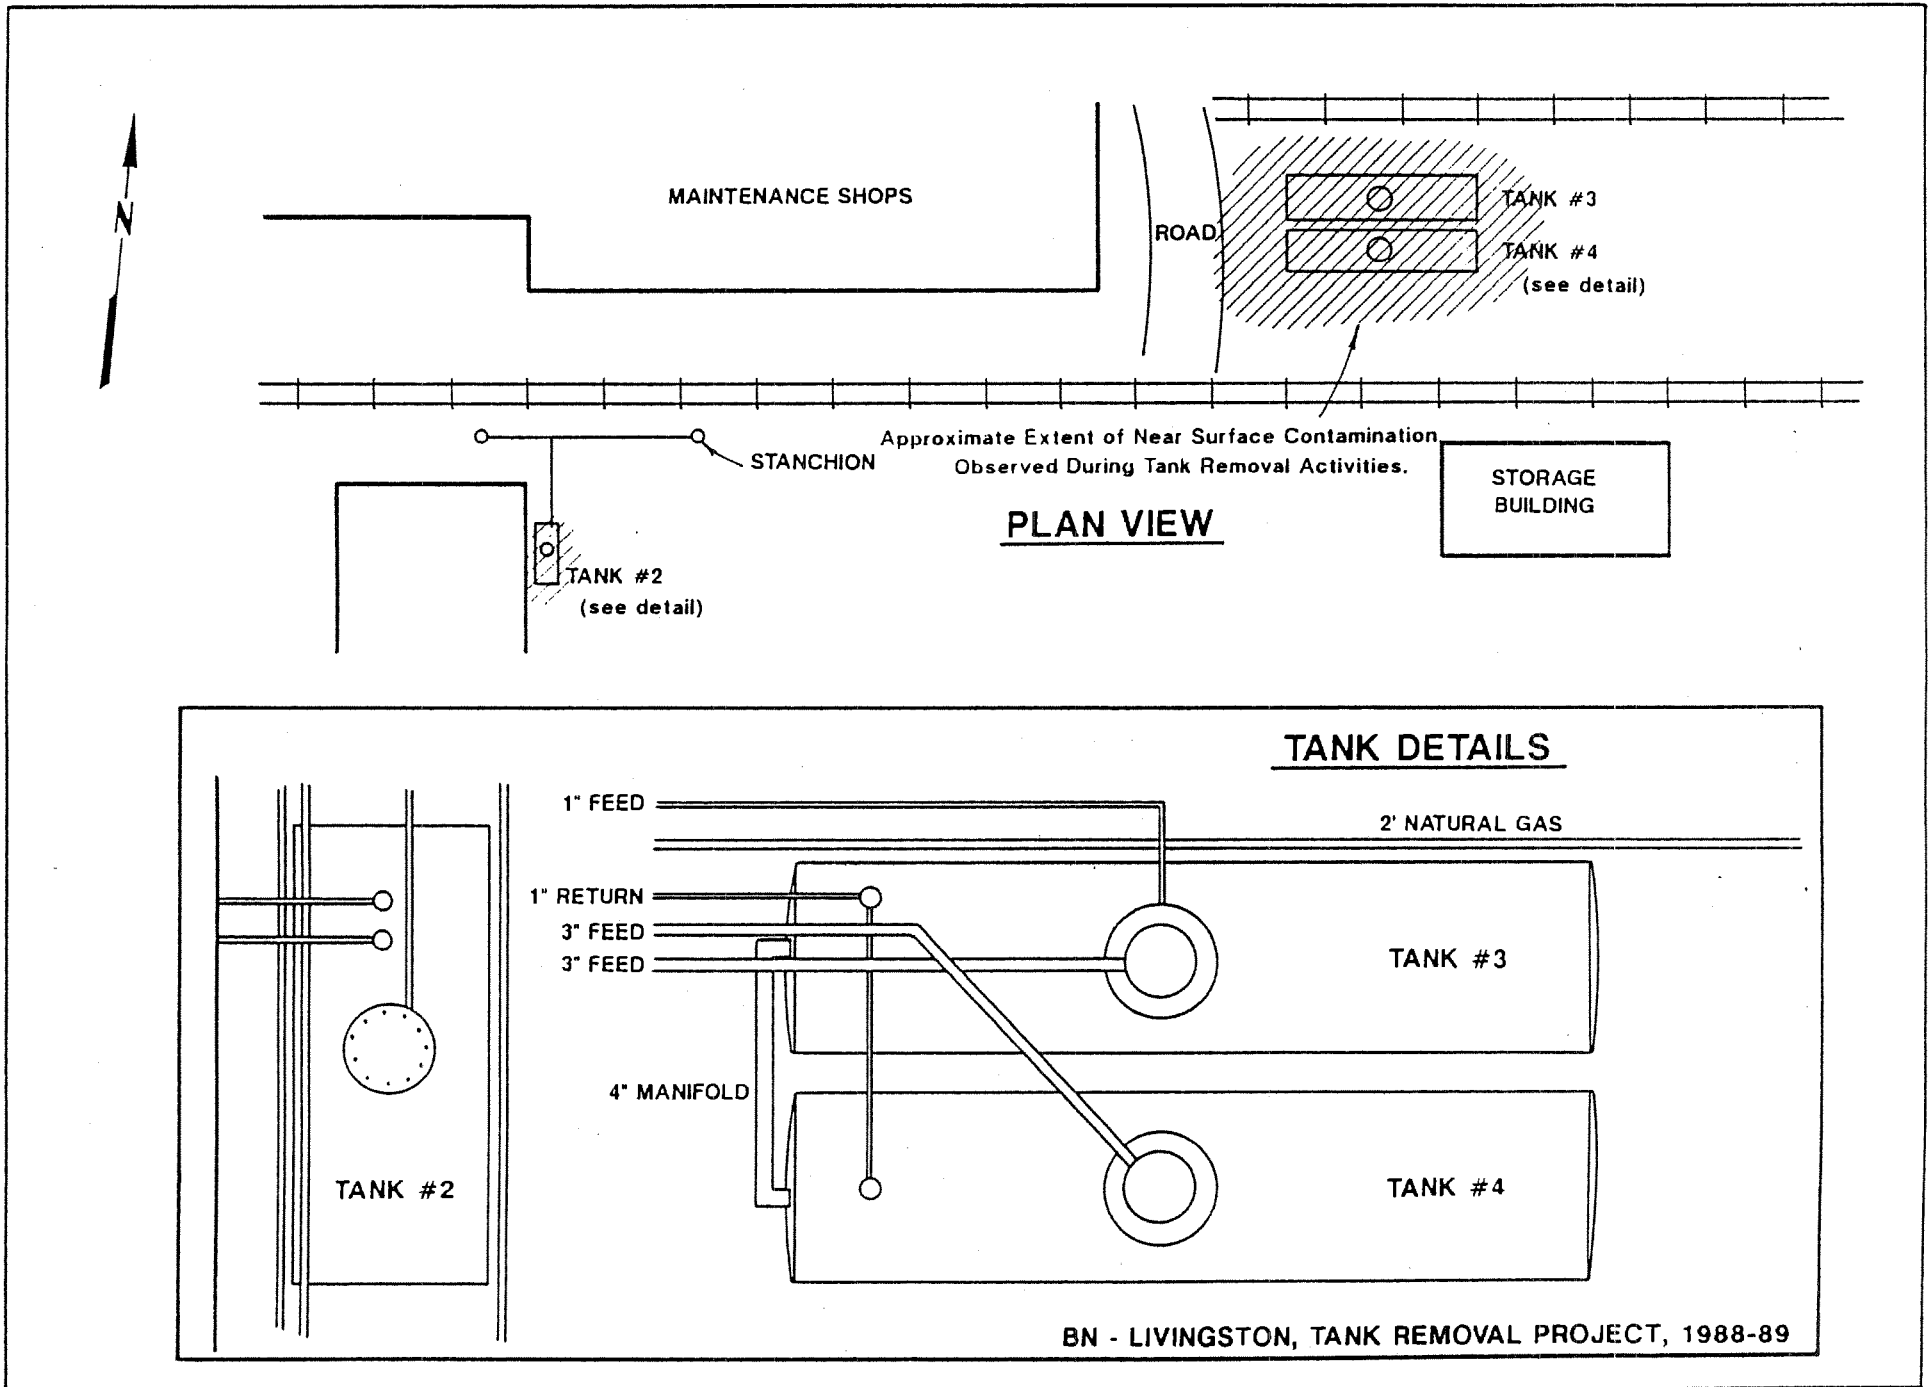 N
MAINTENANCE SHOPS
ROAD
TANK #3
TANK #4
(see detail)
STANCHION
Approximate Extent of Near Surface Contamination
Observed During Tank Removal Activities.
STORAGE
BUILDING
PLAN VIEW
TANK #2
(see detail)
TANK DETAILS
1" FEED
2' NATURAL GAS
1" RETURN
3" FEED
3" FEED
TANK #3
4" MANIFOLD
TANK #2
TANK #4
BN - LIVINGSTON, TANK REMOVAL PROJECT, 1988-89